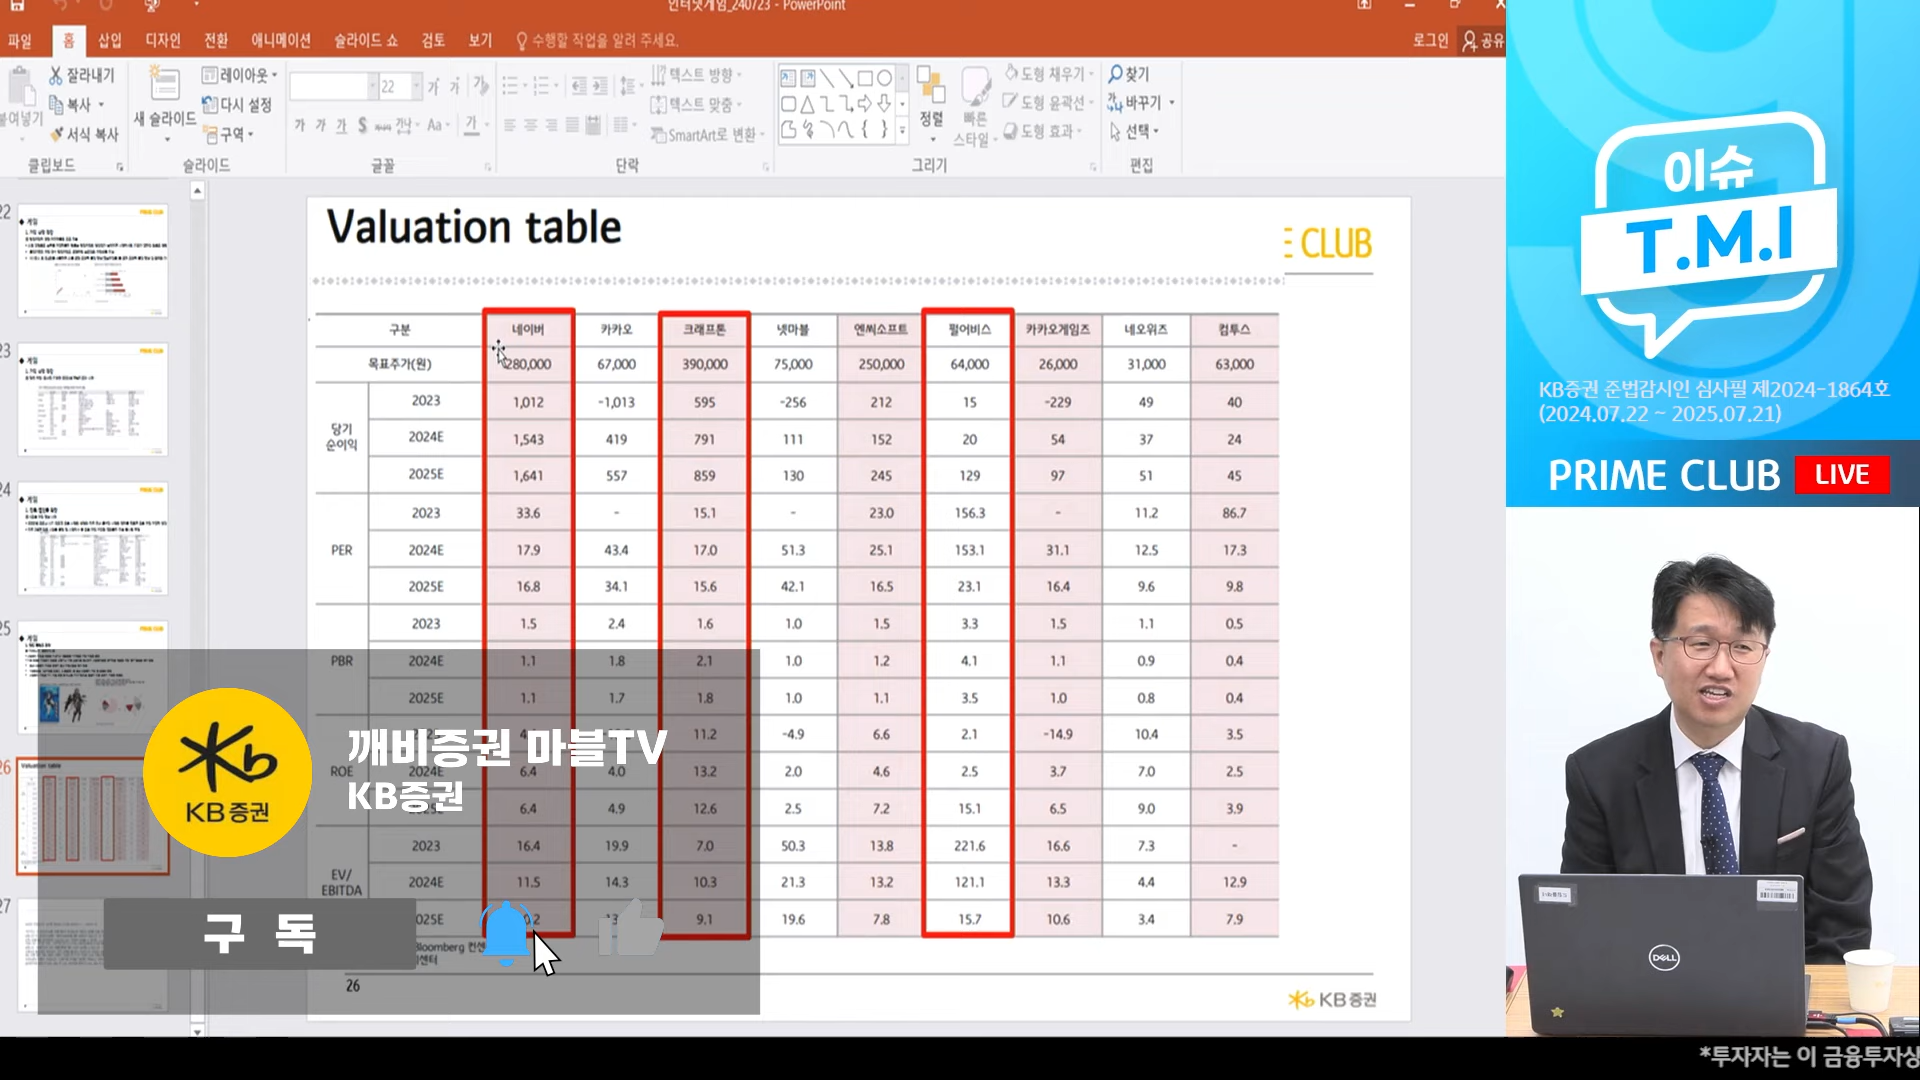 인터넷게임_240723 - PowerPoint
파일 홈 삽입 디자인 전환 애니메이션 슬라이드 쇼 검토 보기 수행할 작업을 알려 주세요.
로그인 공유
잘라내기
복사
서식 복사
클립보드
새 슬라이드
레이아웃
다시 설정
구역
슬라이드
22
글꼴
텍스트 방향
텍스트 맞춤
SmartArt로 변환
단락
정렬
빠른 스타일
도형 채우기
도형 윤곽선
도형 효과
그리기
찾기
바꾸기
선택
편집
22
23
24
25
26
27
Valuation table
E CLUB
구분 네이버 카카오 크래프톤 넷마블 엔씨소프트 펄어비스 카카오게임즈 네오위즈 컴투스
목표주가(원) 280,000 67,000 390,000 75,000 250,000 64,000 26,000 31,000 63,000
당기순이익 2023 1,012 -1,013 595 -256 212 15 -229 49 40
2024E 1,543 419 791 111 152 20 54 37 24
2025E 1,641 557 859 130 245 129 97 51 45
PER 2023 33.6 - 15.1 - 23.0 156.3 - 11.2 86.7
2024E 17.9 43.4 17.0 51.3 25.1 153.1 31.1 12.5 17.3
2025E 16.8 34.1 15.6 42.1 16.5 23.1 16.4 9.6 9.8
PBR 2023 1.5 2.4 1.6 1.0 1.5 3.3 1.5 1.1 0.5
2024E 1.1 1.8 2.1 1.0 1.2 4.1 1.1 0.9 0.4
2025E 1.1 1.7 1.8 1.0 1.1 3.5 1.0 0.8 0.4
ROE 11.2 -4.9 6.6 2.1 -14.9 10.4 3.5
2024E 6.4 4.0 13.2 2.0 4.6 2.5 3.7 7.0 2.5
6.4 4.9 12.6 2.5 7.2 15.1 6.5 9.0 3.9
EV/EBITDA 2023 16.4 19.9 7.0 50.3 13.8 221.6 16.6 7.3 -
2024E 11.5 14.3 10.3 21.3 13.2 121.1 13.3 4.4 12.9
9.1 19.6 7.8 15.7 10.6 3.4 7.9
26
KB증권
KB증권
깨비증권 마블TV
KB증권
구 독
이슈
T.M.I
KB증권 준법감시인 심사필 제2024-1864호
(2024.07.22 ~ 2025.07.21)
PRIME CLUB LIVE
DELL
*투자자는 이 금융투자상